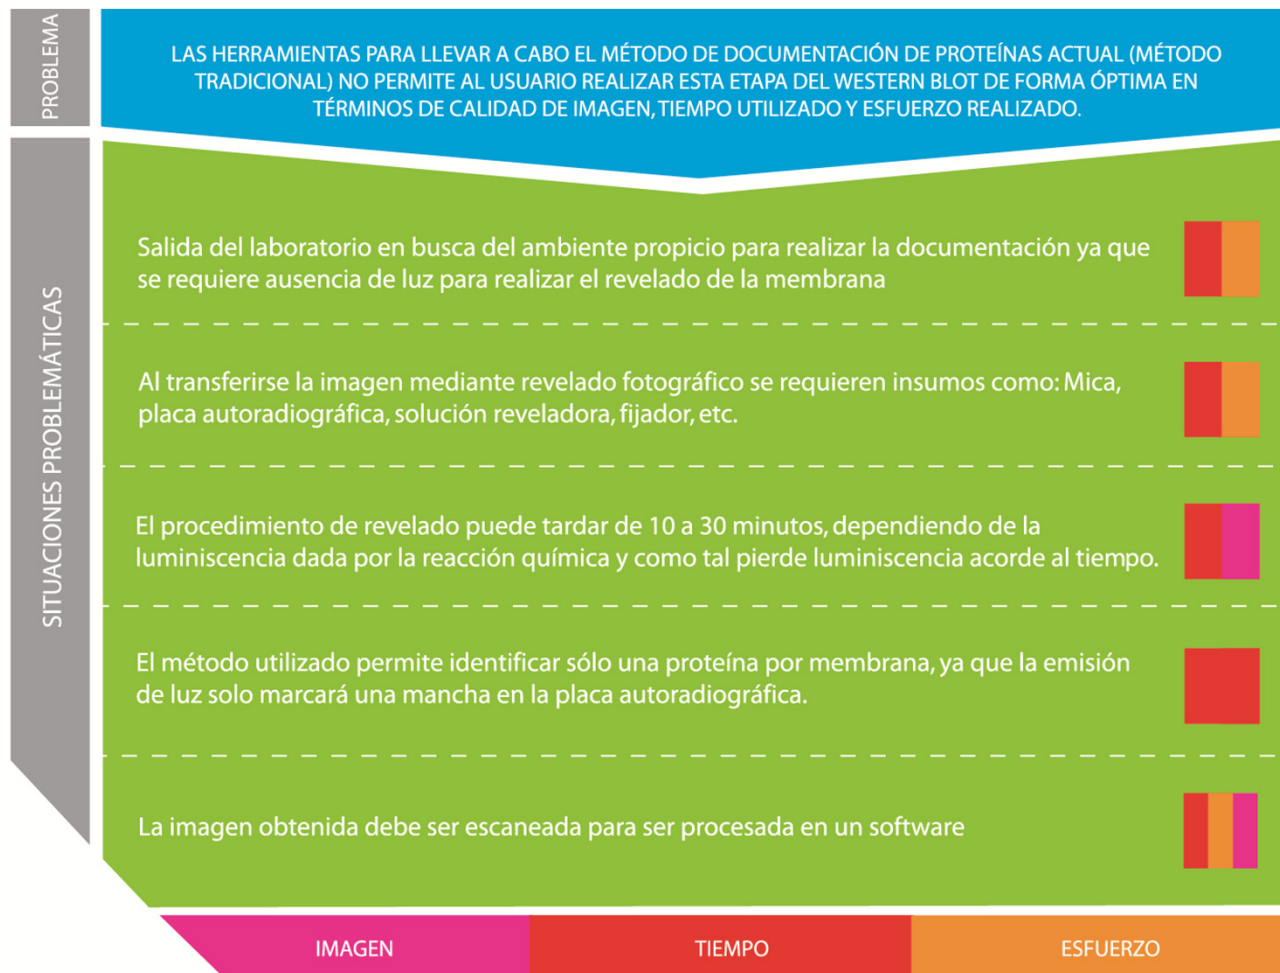 PROBLEMA
LAS HERRAMIENTAS PARA LLEVAR A CABO EL MÉTODO DE DOCUMENTACIÓN DE PROTEÍNAS ACTUAL (MÉTODO
TRADICIONAL) NO PERMITE AL USUARIO REALIZAR ESTA ETAPA DEL WESTERN BLOT DE FORMA ÓPTIMA EN
TÉRMINOS DE CALIDAD DE IMAGEN, TIEMPO UTILIZADO Y ESFUERZO REALIZADO.
SITUACIONES PROBLEMÁTICAS
Salida del laboratorio en busca del ambiente propicio para realizar la documentación ya que
se requiere ausencia de luz para realizar el revelado de la membrana
Al transferirse la imagen mediante revelado fotográfico se requieren insumos como: Mica,
placa autoradiográfica, solución reveladora, fijador, etc.
El procedimiento de revelado puede tardar de 10 a 30 minutos, dependiendo de la
luminiscencia dada por la reacción química y como tal pierde luminiscencia acorde al tiempo.
El método utilizado permite identificar sólo una proteína por membrana, ya que la emisión
de luz solo marcará una mancha en la placa autoradiográfica.
La imagen obtenida debe ser escaneada para ser procesada en un software
IMAGEN
TIEMPO
ESFUERZO